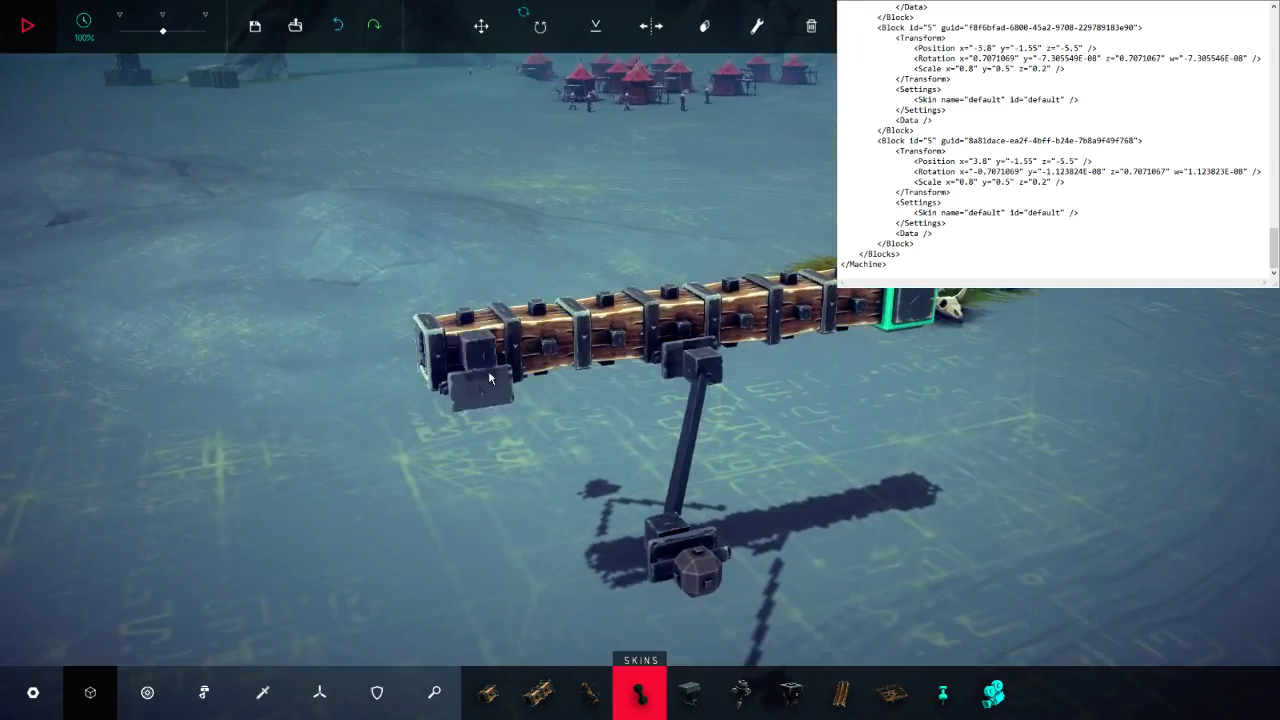 100%
</Data>
</Block>
<Block id="5" guid="f8f6bfad-6800-45a2-9708-229789183e90">
<Transform>
<Position x="-3.8" y="-1.55" z="-5.5" />
<Rotation x="0.7071069" y="-7.305549E-08" z="0.7071067" w="-7.305546E-08" />
<Scale x="0.8" y="0.5" z="0.2" />
</Transform>
<Settings>
<Skin name="default" id="default" />
</Settings>
<Data />
</Block>
<Block id="5" guid="8a81dace-ea2f-4bff-b24e-7b8a9f49f768">
<Transform>
<Position x="3.8" y="-1.55" z="-5.5" />
<Rotation x="-0.7071069" y="-1.123824E-08" z="0.7071067" w="1.123823E-08" />
<Scale x="0.8" y="0.5" z="0.2" />
</Transform>
<Settings>
<Skin name="default" id="default" />
</Settings>
<Data />
</Block>
</Blocks>
</Machine>
SKINS